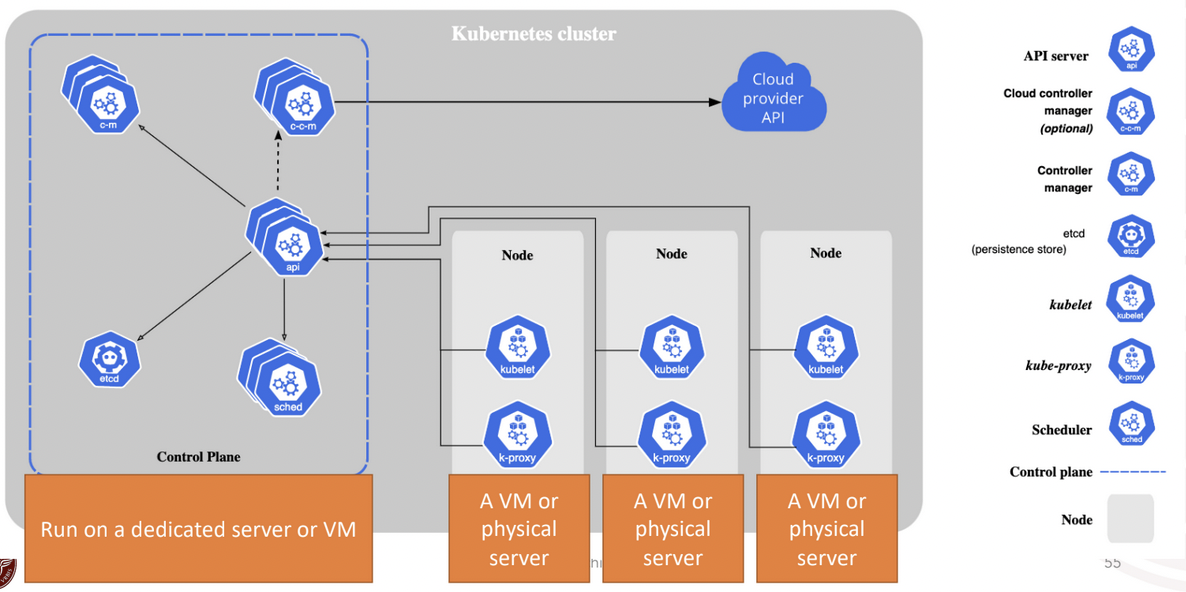 Kubernetes cluster
c-m
c-c-m
Cloud
provider
API
api
etcd
sched
Control Plane
Node
kubelet
k-proxy
Node
kubelet
k-proxy
Node
kubelet
k-proxy
Run on a dedicated server or VM
A VM or
physical
server
A VM or
physical
server
A VM or
physical
server
API server
api
Cloud controller
manager
(optional)
c-c-m
Controller
manager
c-m
etcd
(persistence store)
etcd
kubelet
kubelet
kube-proxy
k-proxy
Scheduler
sched
Control plane
Node
55